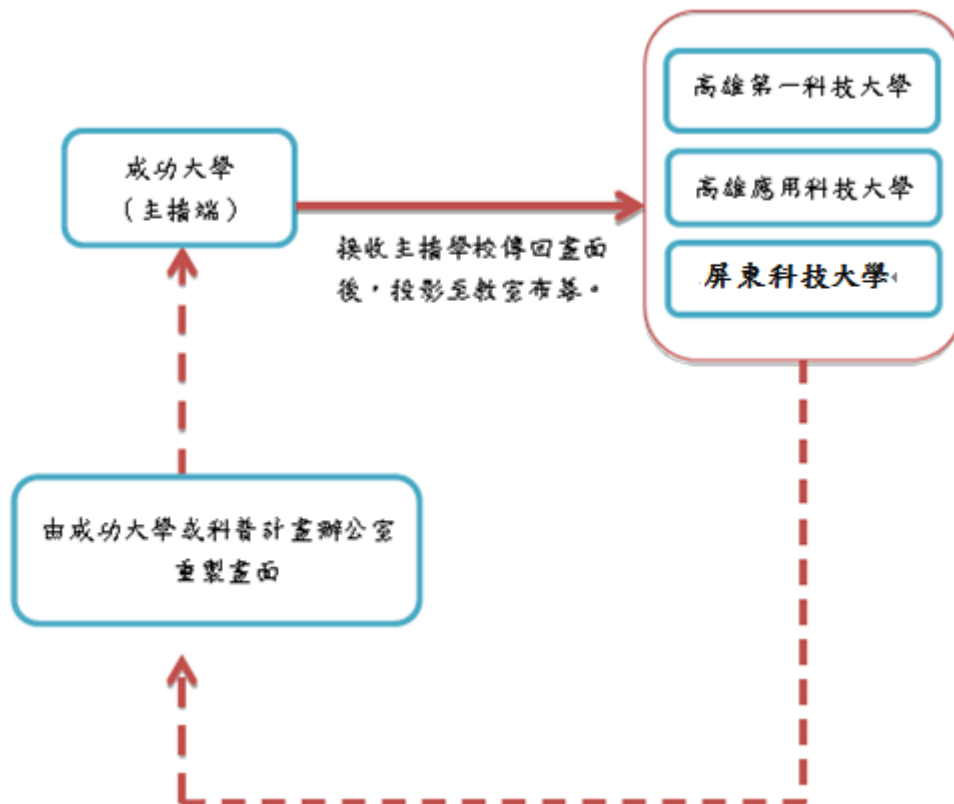 高雄第一科技大學
成功大學
（主播端）
高雄應用科技大學
接收主播學校傳回畫面
後，投影至教室布幕。
屏東科技大學
由成功大學或科普計畫辦公室
重製畫面